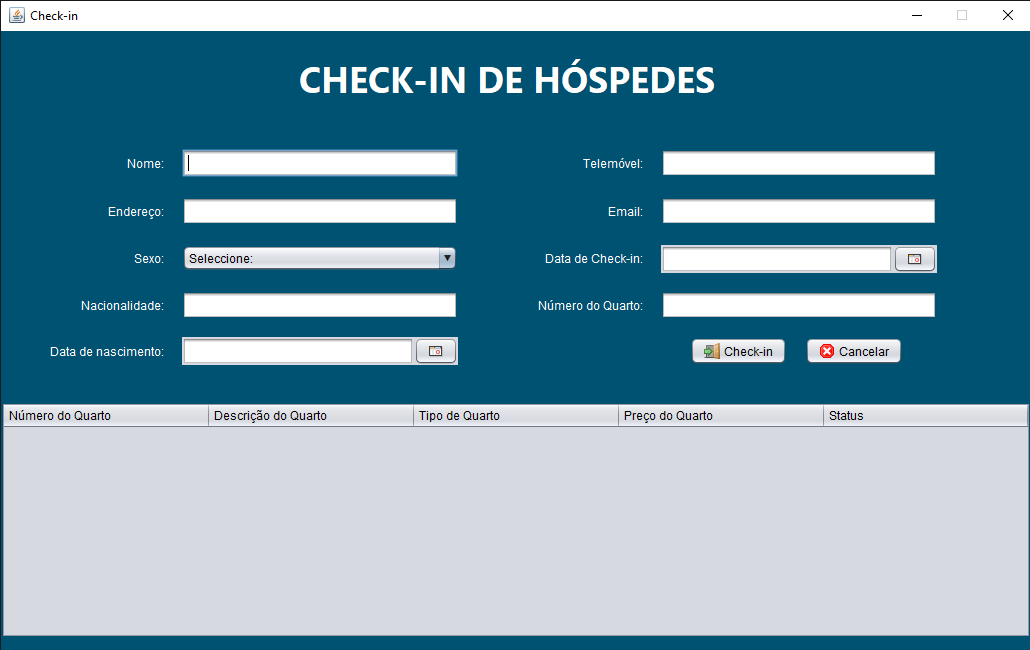 Check-in
CHECK-IN DE HÓSPEDES
Nome:
Telemóvel:
Endereço:
Email:
Sexo:
Seleccione:
Data de Check-in:
Nacionalidade:
Número do Quarto:
Data de nascimento:
Check-in
Cancelar
Número do Quarto
Descrição do Quarto
Tipo de Quarto
Preço do Quarto
Status